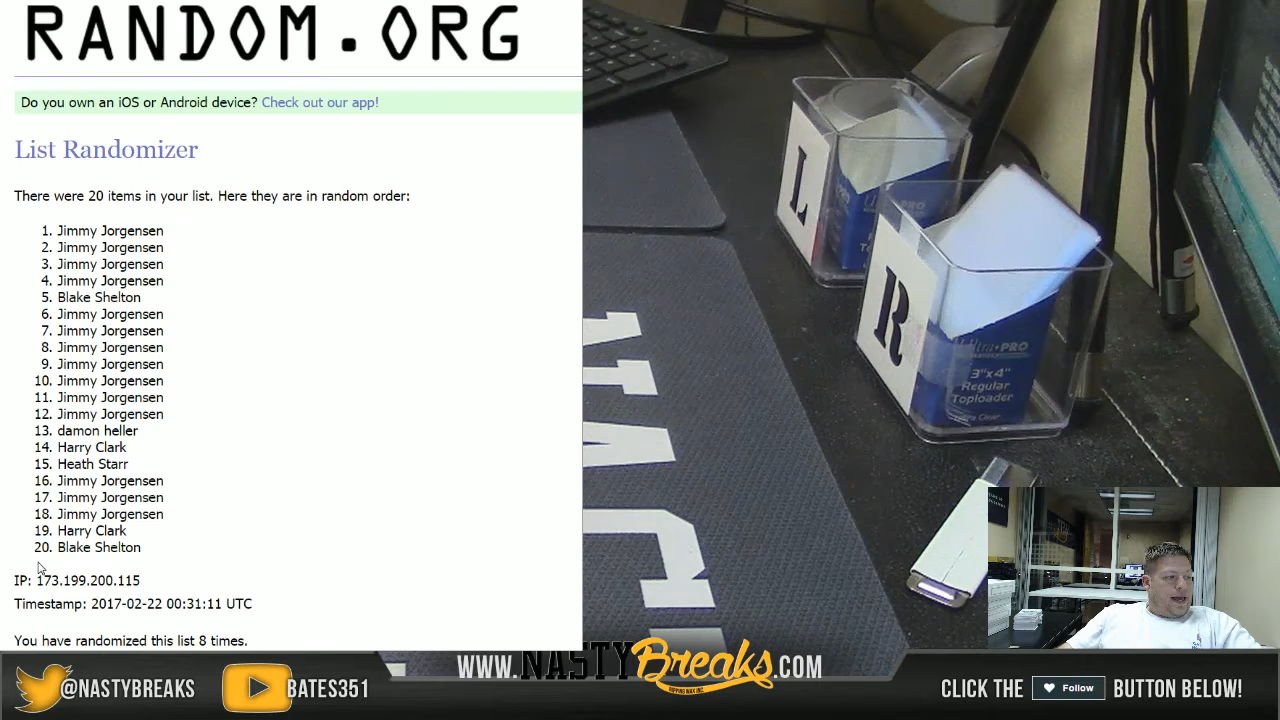 RANDOM.ORG
Do you own an iOS or Android device? Check out our app!
List Randomizer
There were 20 items in your list. Here they are in random order:
1. Jimmy Jorgensen
2. Jimmy Jorgensen
3. Jimmy Jorgensen
4. Jimmy Jorgensen
5. Blake Shelton
6. Jimmy Jorgensen
7. Jimmy Jorgensen
8. Jimmy Jorgensen
9. Jimmy Jorgensen
10. Jimmy Jorgensen
11. Jimmy Jorgensen
12. Jimmy Jorgensen
13. damon heller
14. Harry Clark
15. Heath Starr
16. Jimmy Jorgensen
17. Jimmy Jorgensen
18. Jimmy Jorgensen
19. Harry Clark
20. Blake Shelton
IP: 173.199.200.115
Timestamp: 2017-02-22 00:31:11 UTC
You have randomized this list 8 times.
L
R
Ultra·PRO
3"x4"
Regular
Toploader
@NASTYBREAKS
BATES351
WWW.NASTYBreaks.COM
RIPPING WAX INC.
CLICK THE Follow BUTTON BELOW!